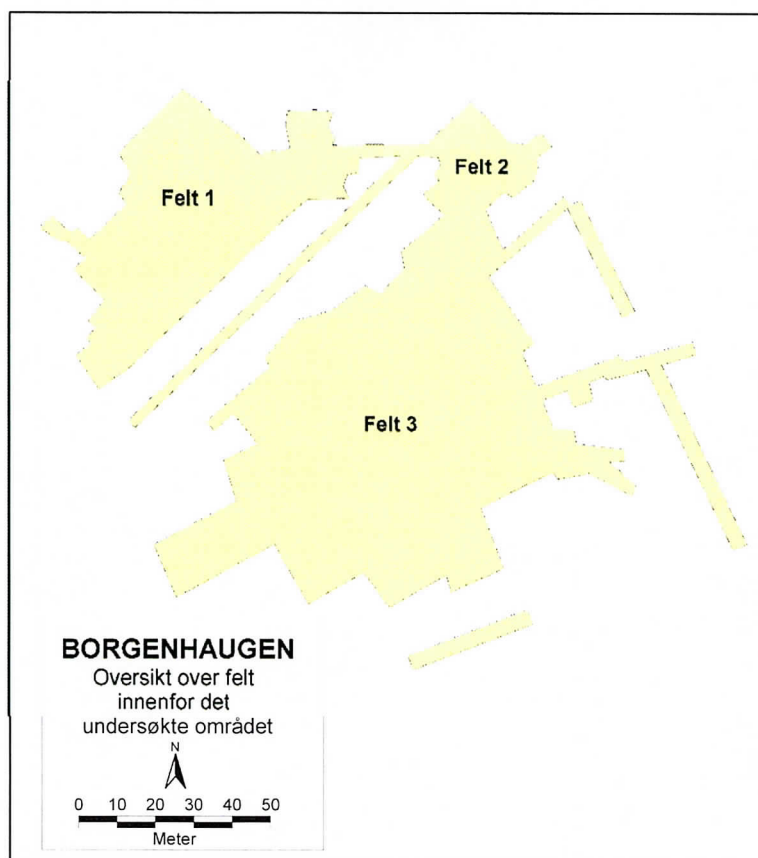 Felt 1
Felt 2
Felt 3
BORGENHAUGEN
Oversikt over felt
innenfor det
undersøkte området
N
0 10 20 30 40 50
Meter